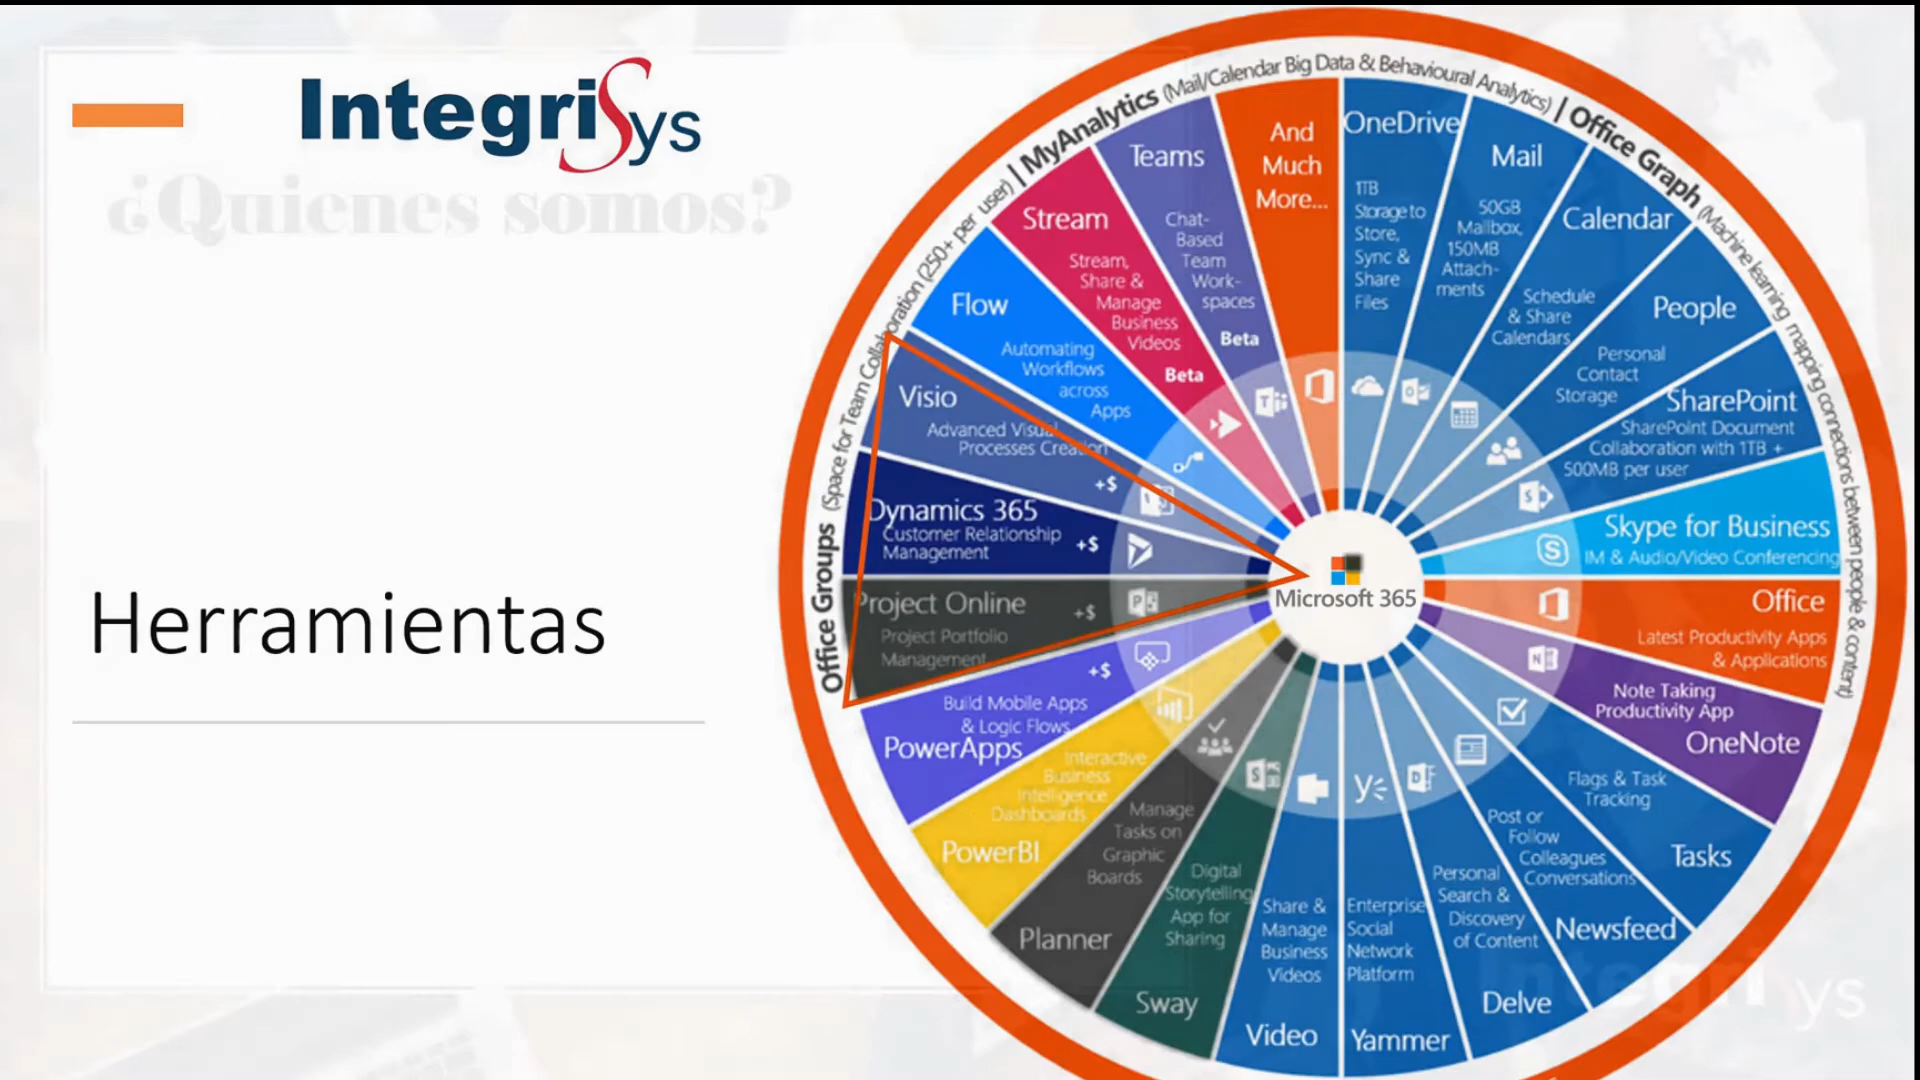 IntegriSys
¿Quienes somos?
Herramientas
Office Groups (Space for Team Collaboration (250+ per user) | MyAnalytics (Mail/Calendar Big Data & Behavioural Analytics) | Office Graph (Machine learning mapping connections between people & content)
And
Much
More...
OneDrive
1TB
Storage to
Store,
Sync &
Share
Files
Mail
50GB
Mailbox,
150MB
Attach-
ments
Calendar
Schedule
& Share
Calendars
People
Personal
Contact
Storage
SharePoint
SharePoint Document
Collaboration with 1TB +
500MB per user
Skype for Business
IM & Audio/Video Conferencing
Office
Latest Productivity Apps
& Applications
Note Taking
Productivity App
OneNote
Flags & Task
Tracking
Tasks
Post or
Follow
Colleagues
Conversations
Newsfeed
Personal
Search &
Discovery
of Content
Delve
Enterprise
Social
Network
Platform
Yammer
Share &
Manage
Business
Videos
Video
Digital
Storytelling
App for
Sharing
Sway
Manage
Tasks on
Graphic
Boards
Planner
Interactive
Business
Intelligence
Dashboards
PowerBI
+$
Build Mobile Apps
& Logic Flows
PowerApps
Project Online
+$
Project Portfolio
Management
Dynamics 365
Customer Relationship
Management
+$
Visio
Advanced Visual
Processes Creation
+$
Flow
Automating
Workflows
across
Apps
Stream
Stream,
Share &
Manage
Business
Videos
Beta
Teams
Chat-
Based
Team
Work-
spaces
Beta
Microsoft 365